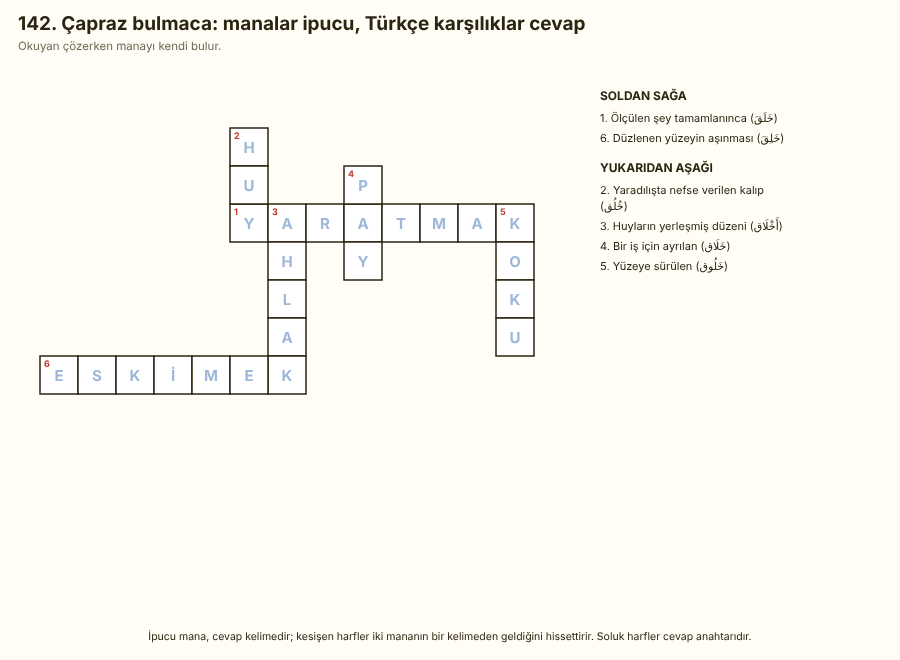 142. Çapraz bulmaca: manalar ipucu, Türkçe karşılıklar cevap
Okuyan çözerken manayı kendi bulur.
SOLDAN SAĞA
1. Ölçülen şey tamamlanınca (خَلَقَ)
6. Düzlenen yüzeyin aşınması (خَلِقَ)
YUKARIDAN AŞAĞI
2. Yaradılışta nefse verilen kalıp
(خُلُق)
3. Huyların yerleşmiş düzeni (أَخْلَاق)
4. Bir iş için ayrılan (خَلَاق)
5. Yüzeye sürülen (خَلُوق)
2 H
U 4 P
1 Y 3 A R A T M A 5 K
H Y O
L K
A U
6 E S K İ M E K
İpucu mana, cevap kelimedir; kesişen harfler iki mananın bir kelimeden geldiğini hissettirir. Soluk harfler cevap anahtarıdır.